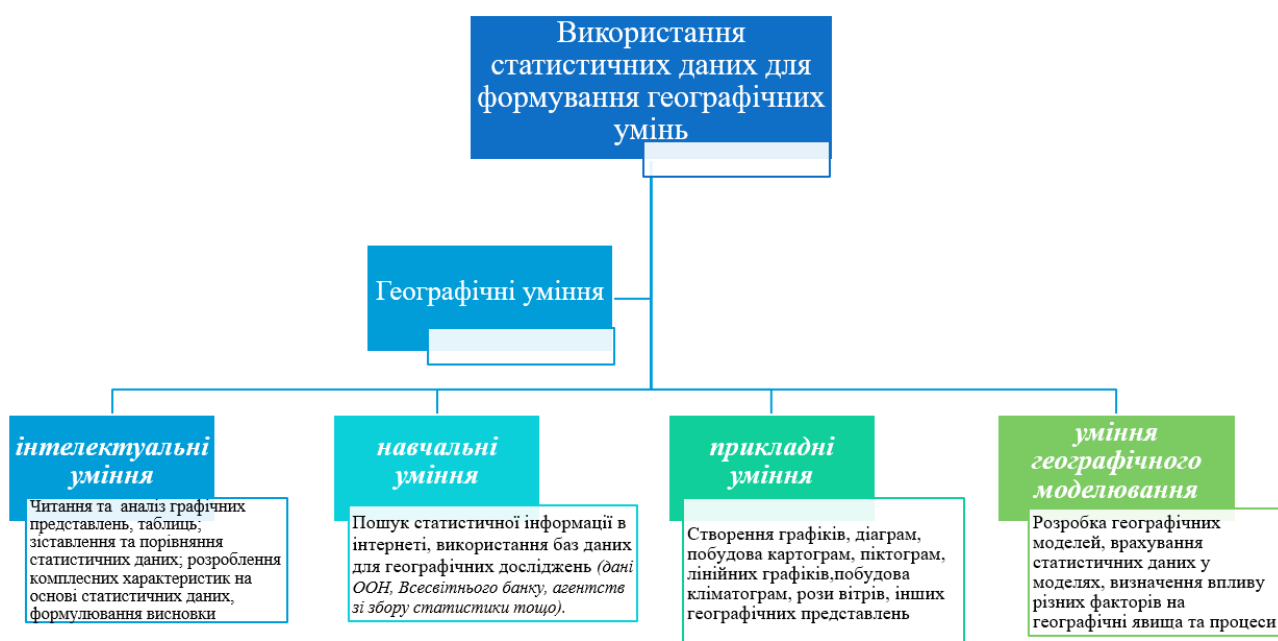 Використання
статистичних даних для
формування географічних
умінь
Географічні уміння
інтелектуальні
уміння
Читання та аналіз графічних
представлень, таблиць;
зіставлення та порівняння
статистичних даних; розроблення
комплесних характеристик на
основі статистичних даних,
формулювання висновки
навчальні
уміння
Пошук статистичної інформації в
інтернеті, використання баз даних
для географічних досліджень (дані
ООН, Всесвітнього банку, агентств
зі збору статистики тощо).
прикладні
уміння
Створення графіків, діаграм,
побудова картограм, піктограм,
лінійних графіків,побудова
кліматограм, рози вітрів, інших
географічних представлень
уміння
географічного
моделювання
Розробка географічних
моделей, врахування
статистичних даних у
моделях, визначення впливу
різних факторів на
географічні явища та процеси